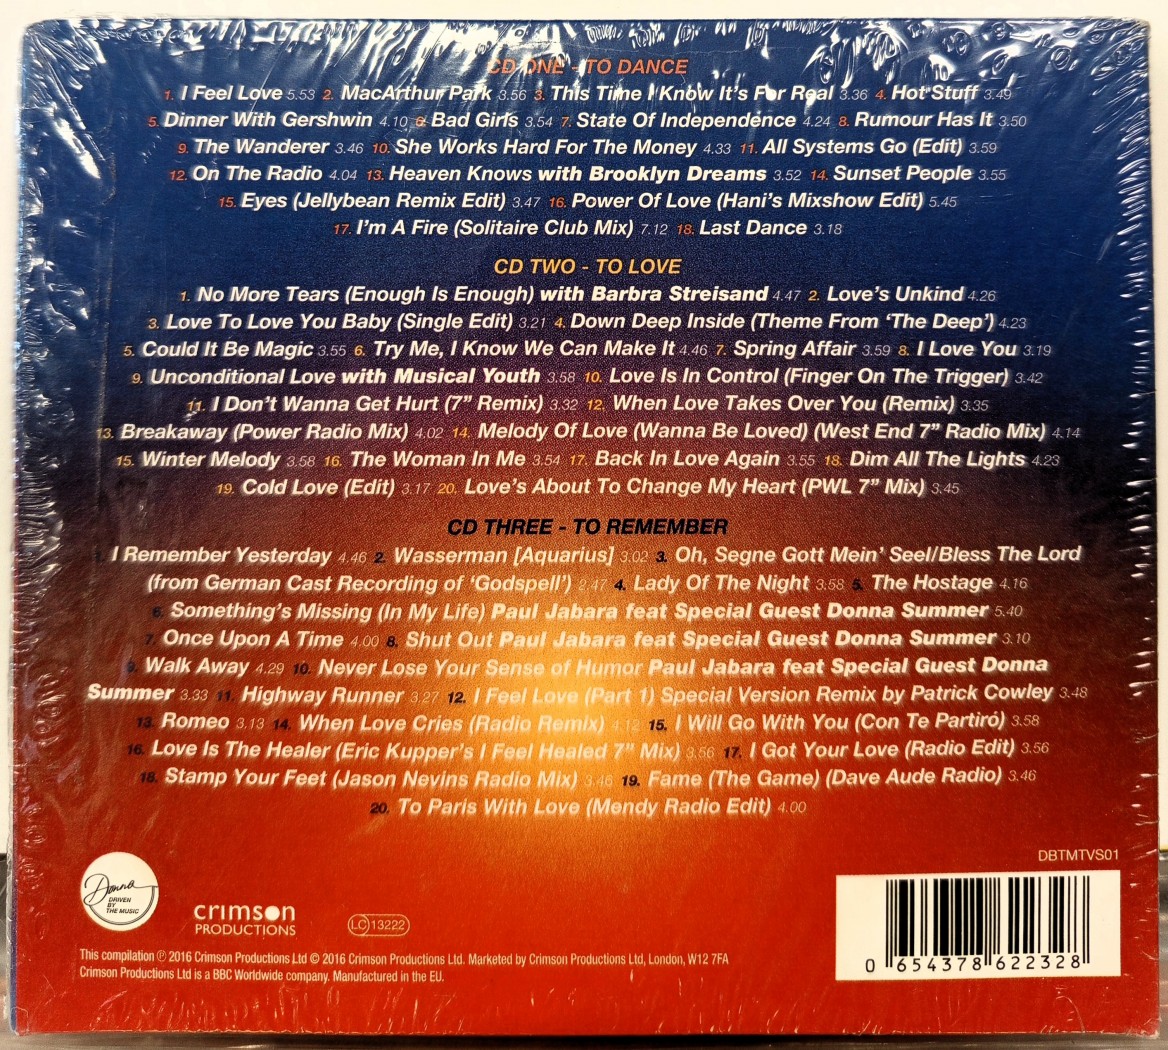 CD ONE - TO DANCE
1. I Feel Love 5.53 2. MacArthur Park 3.56 3. This Time I Know It's For Real 3.36 4. Hot Stuff 3.49
5. Dinner With Gershwin 4.10 6. Bad Girls 3.54 7. State Of Independence 4.24 8. Rumour Has It 3.50
9. The Wanderer 3.46 10. She Works Hard For The Money 4.33 11. All Systems Go (Edit) 3.59
12. On The Radio 4.04 13. Heaven Knows with Brooklyn Dreams 3.52 14. Sunset People 3.55
15. Eyes (Jellybean Remix Edit) 3.47 16. Power Of Love (Hani's Mixshow Edit) 5.45
17. I'm A Fire (Solitaire Club Mix) 7.12 18. Last Dance 3.18
CD TWO - TO LOVE
1. No More Tears (Enough Is Enough) with Barbra Streisand 4.47 2. Love's Unkind 4.26
3. Love To Love You Baby (Single Edit) 3.21 4. Down Deep Inside (Theme From 'The Deep') 4.23
5. Could It Be Magic 3.55 6. Try Me, I Know We Can Make It 4.46 7. Spring Affair 3.59 8. I Love You 3.19
9. Unconditional Love with Musical Youth 3.58 10. Love Is In Control (Finger On The Trigger) 3.42
11. I Don't Wanna Get Hurt (7" Remix) 3.32 12. When Love Takes Over You (Remix) 3.35
13. Breakaway (Power Radio Mix) 4.02 14. Melody Of Love (Wanna Be Loved) (West End 7" Radio Mix) 4.14
15. Winter Melody 3.58 16. The Woman In Me 3.54 17. Back In Love Again 3.55 18. Dim All The Lights 4.23
19. Cold Love (Edit) 3.17 20. Love's About To Change My Heart (PWL 7" Mix) 3.45
CD THREE - TO REMEMBER
1. I Remember Yesterday 4.46 2. Wasserman [Aquarius] 3.02 3. Oh, Segne Gott Mein' Seel/Bless The Lord
(from German Cast Recording of 'Godspell') 2.47 4. Lady Of The Night 3.58 5. The Hostage 4.16
6. Something's Missing (In My Life) Paul Jabara feat Special Guest Donna Summer 5.40
7. Once Upon A Time 4.00 8. Shut Out Paul Jabara feat Special Guest Donna Summer 3.10
9. Walk Away 4.29 10. Never Lose Your Sense of Humor Paul Jabara feat Special Guest Donna
Summer 3.33 11. Highway Runner 3.27 12. I Feel Love (Part 1) Special Version Remix by Patrick Cowley 3.48
13. Romeo 3.13 14. When Love Cries (Radio Remix) 4.12 15. I Will Go With You (Con Te Partiró) 3.58
16. Love Is The Healer (Eric Kupper's I Feel Healed 7" Mix) 3.56 17. I Got Your Love (Radio Edit) 3.56
18. Stamp Your Feet (Jason Nevins Radio Mix) 3.46 19. Fame (The Game) (Dave Aude Radio) 3.46
20. To Paris With Love (Mendy Radio Edit) 4.00
DBTMTVS01
Donna
DRIVEN
BY
THE MUSIC
crimson
PRODUCTIONS
LC 13222
This compilation ℗ 2016 Crimson Productions Ltd © 2016 Crimson Productions Ltd. Marketed by Crimson Productions Ltd, London, W12 7FA
Crimson Productions Ltd is a BBC Worldwide company. Manufactured in the EU.
0 654378 622328